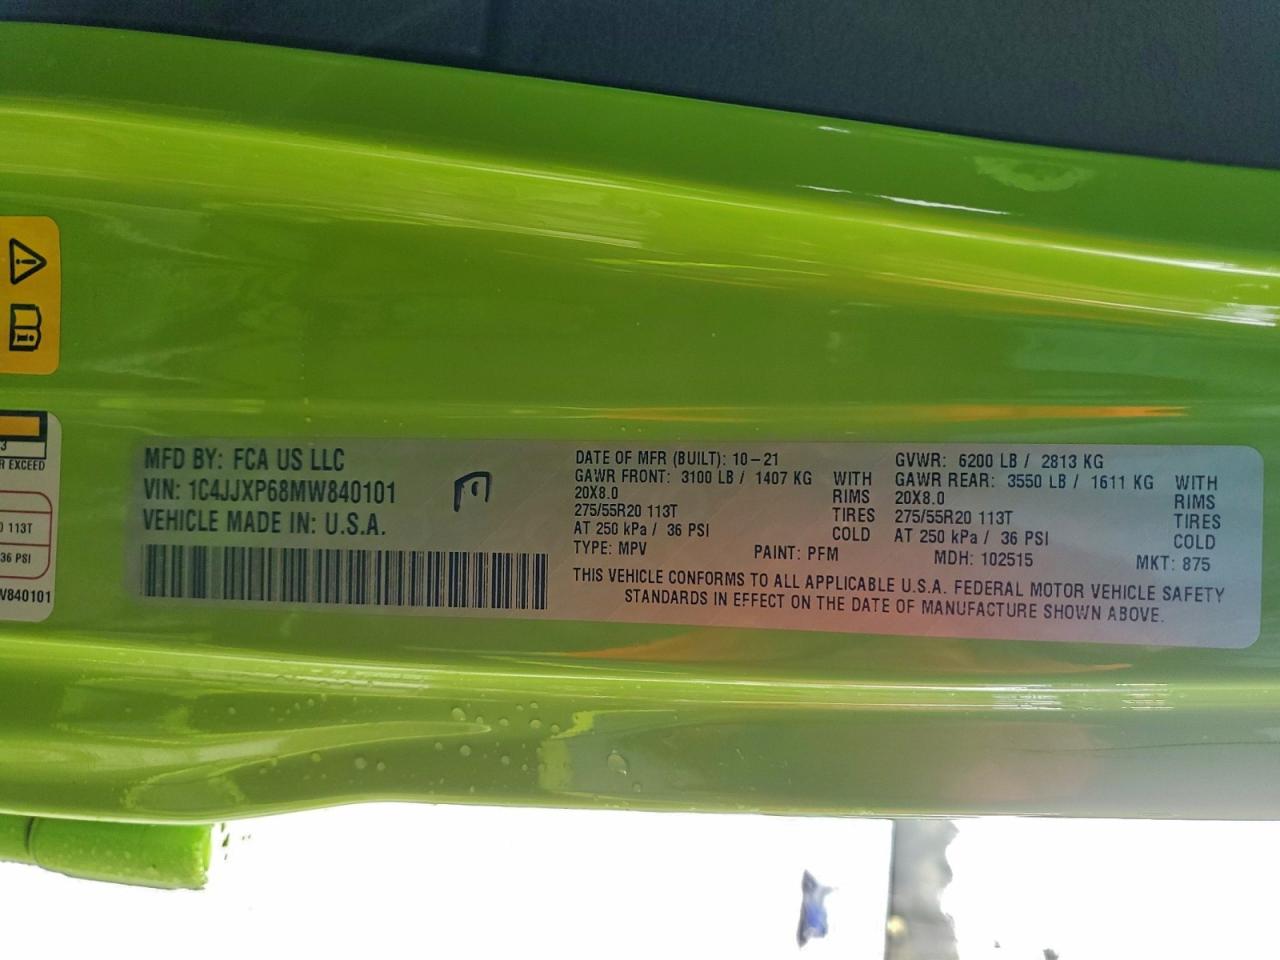 3
R EXCEED
0 113T
36 PSI
W840101
MFD BY: FCA US LLC
VIN: 1C4JJXP68MW840101
VEHICLE MADE IN: U.S.A.
DATE OF MFR (BUILT): 10-21
GAWR FRONT: 3100 LB / 1407 KG WITH
20X8.0 RIMS
275/55R20 113T TIRES
AT 250 kPa / 36 PSI COLD
TYPE: MPV PAINT: PFM
GVWR: 6200 LB / 2813 KG
GAWR REAR: 3550 LB / 1611 KG WITH
20X8.0 RIMS
275/55R20 113T TIRES
AT 250 kPa / 36 PSI COLD
MDH: 102515 MKT: 875
THIS VEHICLE CONFORMS TO ALL APPLICABLE U.S.A. FEDERAL MOTOR VEHICLE SAFETY
STANDARDS IN EFFECT ON THE DATE OF MANUFACTURE SHOWN ABOVE.